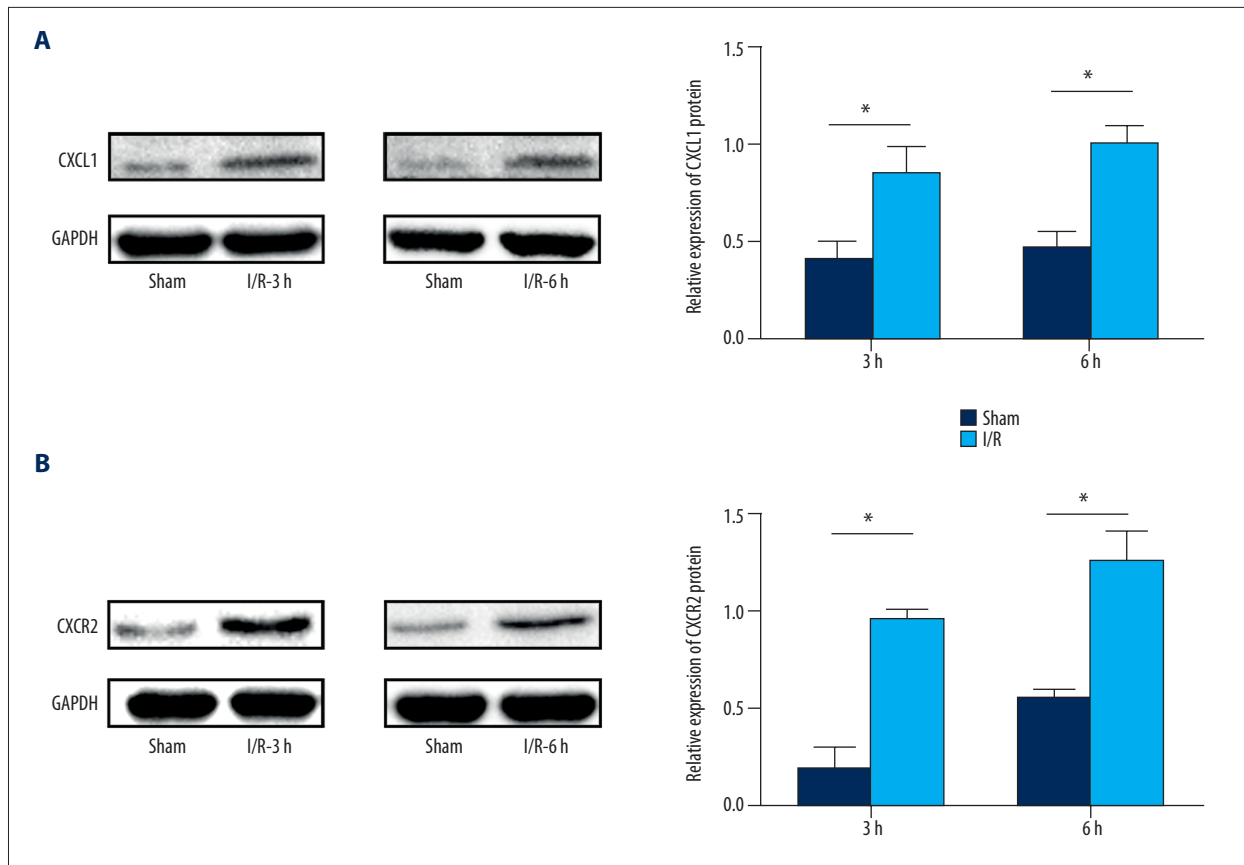 A
CXCL1
GAPDH
Sham I/R-3 h Sham I/R-6 h
Relative expression of CXCL1 protein
1.5
1.0
0.5
0.0
* *
3 h 6 h
Sham
I/R
B
CXCR2
GAPDH
Sham I/R-3 h Sham I/R-6 h
Relative expression of CXCR2 protein
1.5
1.0
0.5
0.0
* *
3 h 6 h